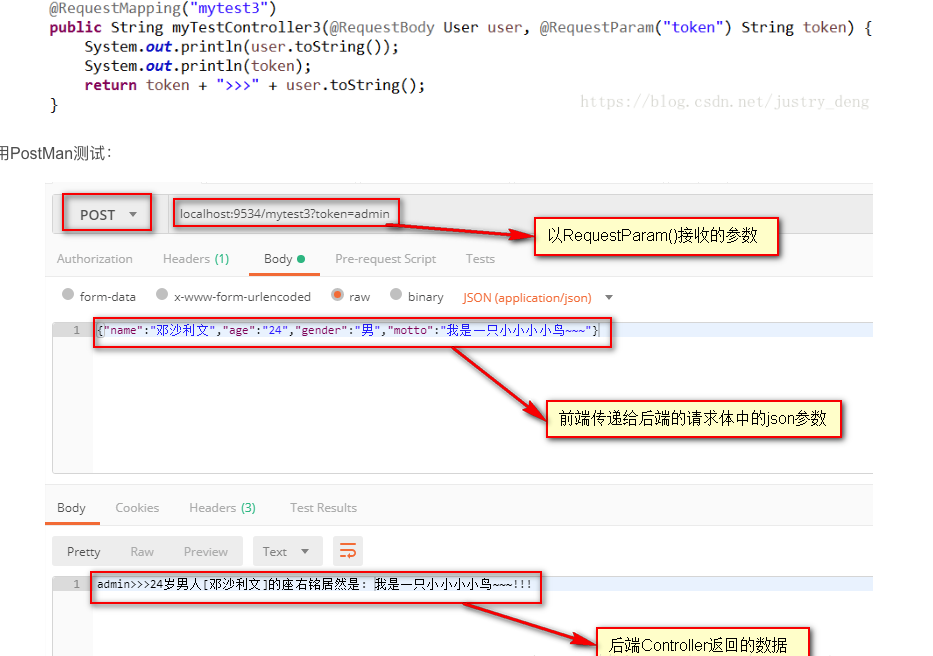 @RequestMapping("mytest3")
public String myTestController3(@RequestBody User user, @RequestParam("token") String token) {
System.out.println(user.toString());
System.out.println(token);
return token + ">>>" + user.toString();
}
https://blog.csdn.net/justry_deng
用PostMan测试：
POST
localhost:9534/mytest3?token=admin
以RequestParam()接收的参数
Authorization Headers (1) Body Pre-request Script Tests
form-data x-www-form-urlencoded raw binary JSON (application/json)
1 {"name":"邓沙利文","age":"24","gender":"男","motto":"我是一只小小小小鸟~~~"}
前端传递给后端的请求体中的json参数
Body Cookies Headers (3) Test Results
Pretty Raw Preview Text
1 admin>>>24岁男人[邓沙利文]的座右铭居然是: 我是一只小小小小鸟~~~!!!
后端Controller返回的数据